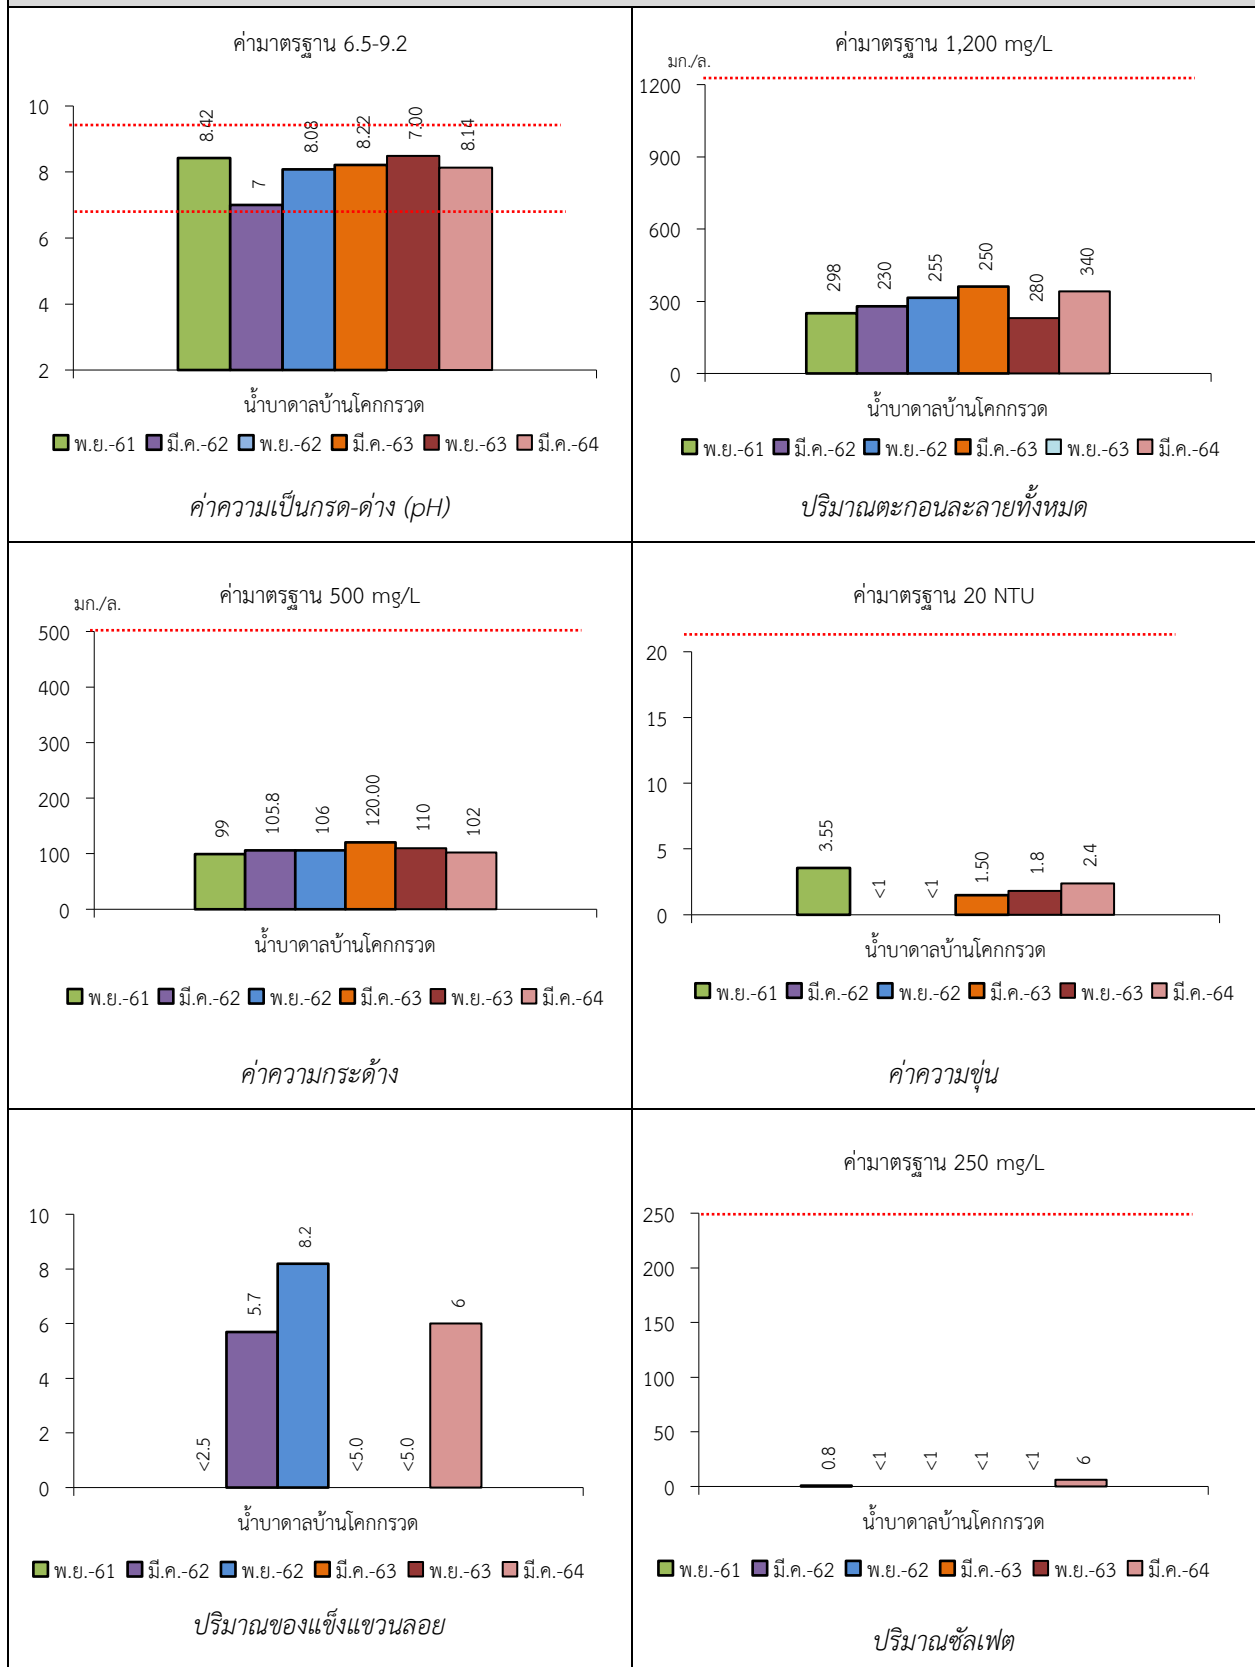 ค่ามาตรฐาน 6.5-9.2
10
8
6
4
2
8.42
7
8.08
8.22
7.00
8.14
น้ำบาดาลบ้านโคกกรวด
พ.ย.-61 มี.ค.-62 พ.ย.-62 มี.ค.-63 พ.ย.-63 มี.ค.-64
ค่าความเป็นกรด-ด่าง (pH)
ค่ามาตรฐาน 1,200 mg/L
มก./ล.
1200
900
600
300
0
298
230
255
250
280
340
น้ำบาดาลบ้านโคกกรวด
พ.ย.-61 มี.ค.-62 พ.ย.-62 มี.ค.-63 พ.ย.-63 มี.ค.-64
ปริมาณตะกอนละลายทั้งหมด
ค่ามาตรฐาน 500 mg/L
มก./ล.
500
400
300
200
100
0
99
105.8
106
120.00
110
102
น้ำบาดาลบ้านโคกกรวด
พ.ย.-61 มี.ค.-62 พ.ย.-62 มี.ค.-63 พ.ย.-63 มี.ค.-64
ค่าความกระด้าง
ค่ามาตรฐาน 20 NTU
20
15
10
5
0
3.55
<1
<1
1.50
1.8
2.4
น้ำบาดาลบ้านโคกกรวด
พ.ย.-61 มี.ค.-62 พ.ย.-62 มี.ค.-63 พ.ย.-63 มี.ค.-64
ค่าความขุ่น
10
8
6
4
2
0
<2.5
5.7
8.2
<5.0
<5.0
6
น้ำบาดาลบ้านโคกกรวด
พ.ย.-61 มี.ค.-62 พ.ย.-62 มี.ค.-63 พ.ย.-63 มี.ค.-64
ปริมาณของแข็งแขวนลอย
ค่ามาตรฐาน 250 mg/L
250
200
150
100
50
0
0.8
<1
<1
<1
<1
6
น้ำบาดาลบ้านโคกกรวด
พ.ย.-61 มี.ค.-62 พ.ย.-62 มี.ค.-63 พ.ย.-63 มี.ค.-64
ปริมาณซัลเฟต